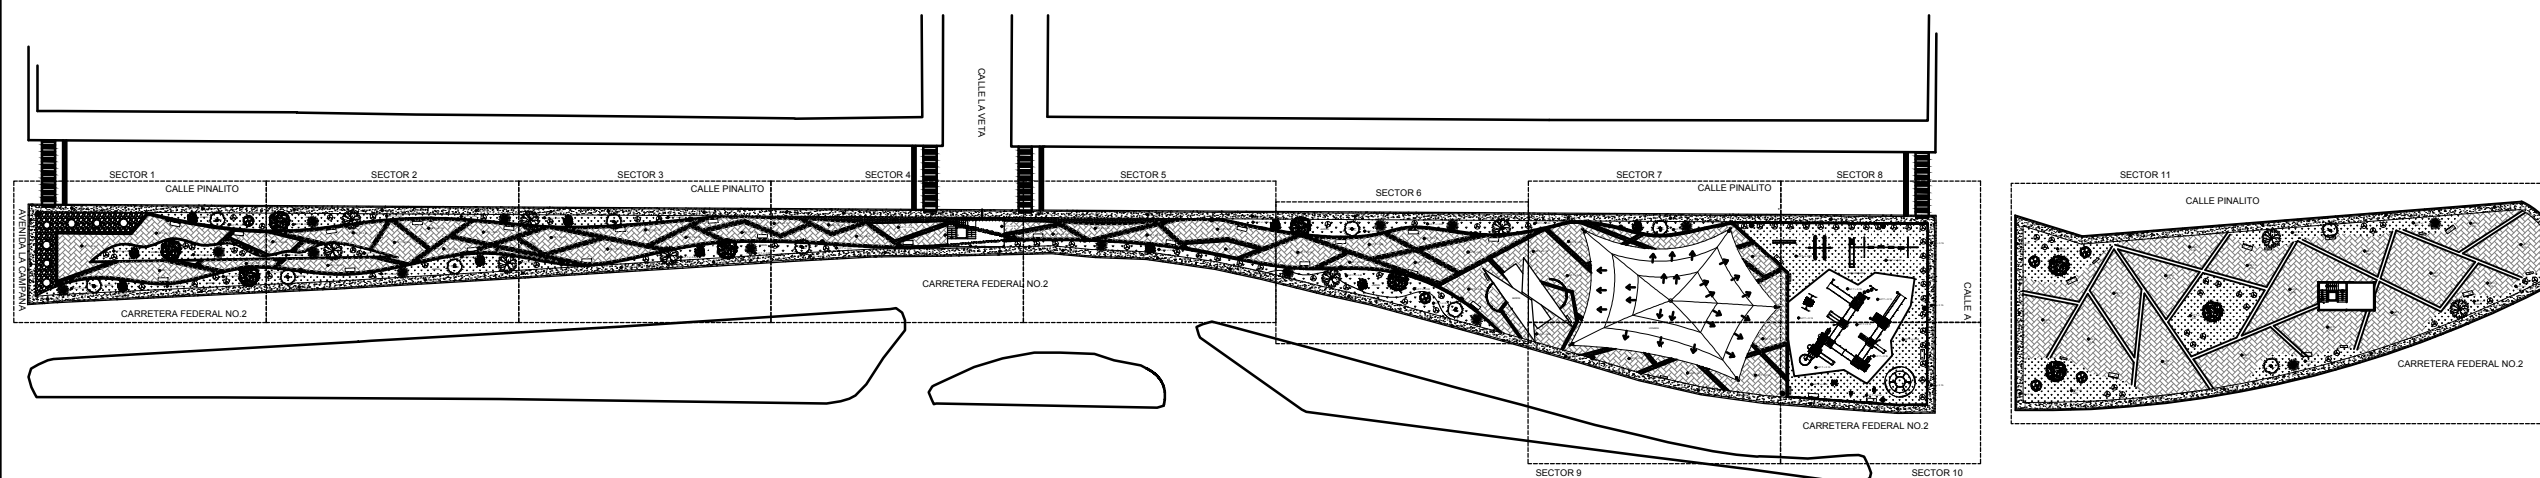 CALLE LA VETA
SECTOR 1
SECTOR 2
SECTOR 3
SECTOR 4
SECTOR 5
SECTOR 6
SECTOR 7
SECTOR 8
SECTOR 11
CALLE PINALITO
CALLE PINALITO
CALLE PINALITO
CALLE PINALITO
AVENIDA LA CAMPANA
CALLE A
CARRETERA FEDERAL NO.2
CARRETERA FEDERAL NO.2
CARRETERA FEDERAL NO.2
CARRETERA FEDERAL NO.2
SECTOR 9
SECTOR 10